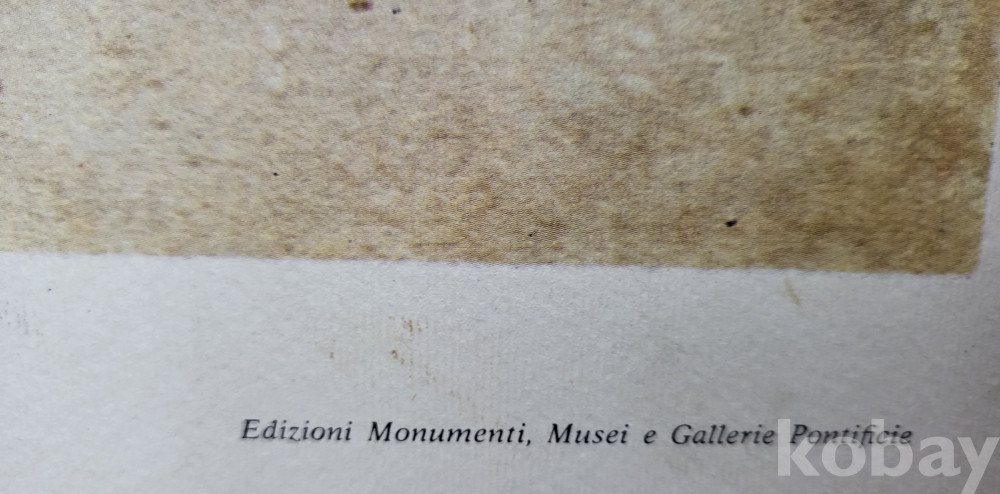 Edizioni Monumenti, Musei e Gallerie Pontificie
kobay